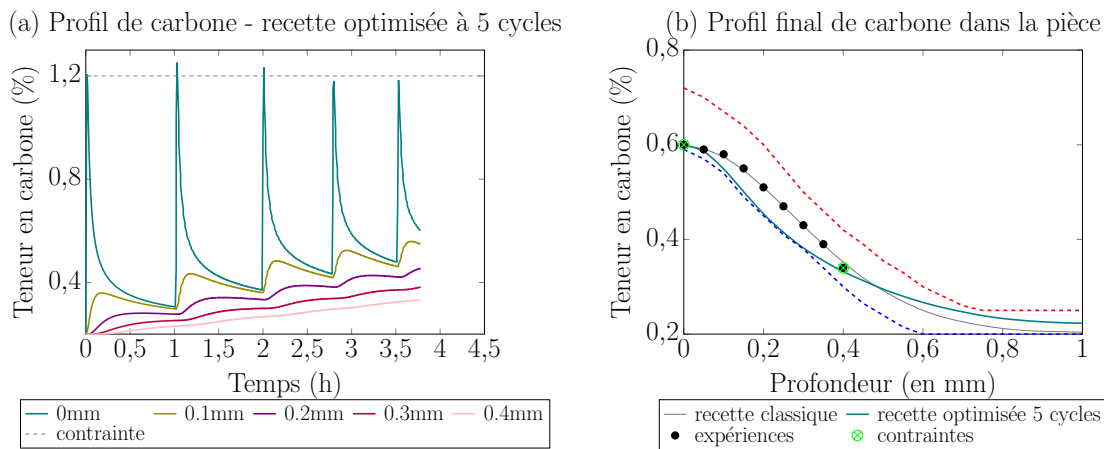 (a) Profil de carbone - recette optimisée à 5 cycles
Teneur en carbone (%)
1,2
0,8
0,4
0
0,5
1
1,5
2
2,5
3
3,5
4
4,5
Temps (h)
0mm
0.1mm
0.2mm
0.3mm
0.4mm
contrainte
(b) Profil final de carbone dans la pièce
Teneur en carbone (%)
0,8
0,6
0,4
0,2
0
0,2
0,4
0,6
0,8
1
Profondeur (en mm)
recette classique
recette optimisée 5 cycles
expériences
contraintes